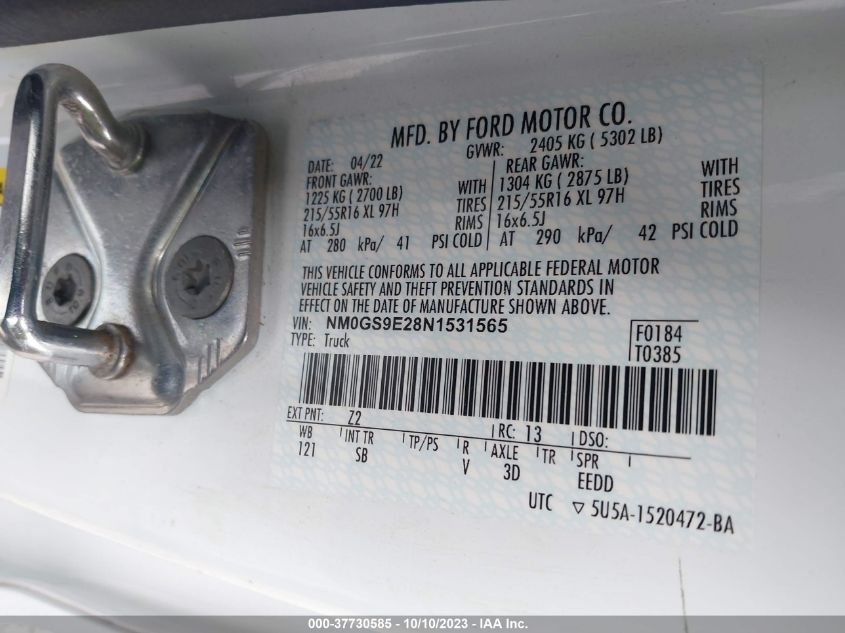 MFD. BY FORD MOTOR CO.
DATE: 04/22 GVWR: 2405 KG ( 5302 LB)
FRONT GAWR: REAR GAWR:
1225 KG ( 2700 LB) WITH 1304 KG ( 2875 LB) WITH
215/55R16 XL 97H TIRES 215/55R16 XL 97H TIRES
16x6.5J RIMS 16x6.5J RIMS
AT 280 kPa/ 41 PSI COLD AT 290 kPa/ 42 PSI COLD
THIS VEHICLE CONFORMS TO ALL APPLICABLE FEDERAL MOTOR
VEHICLE SAFETY AND THEFT PREVENTION STANDARDS IN
EFFECT ON THE DATE OF MANUFACTURE SHOWN ABOVE.
VIN: NM0GS9E28N1531565 F0184
TYPE: Truck T0385
EXT PNT: Z2 RC: 13 DSO:
WB INT TR TP/PS R AXLE TR SPR
121 SB V 3D EEDD
UTC ▽ 5U5A-1520472-BA
000-37730585 - 10/10/2023 - IAA Inc.